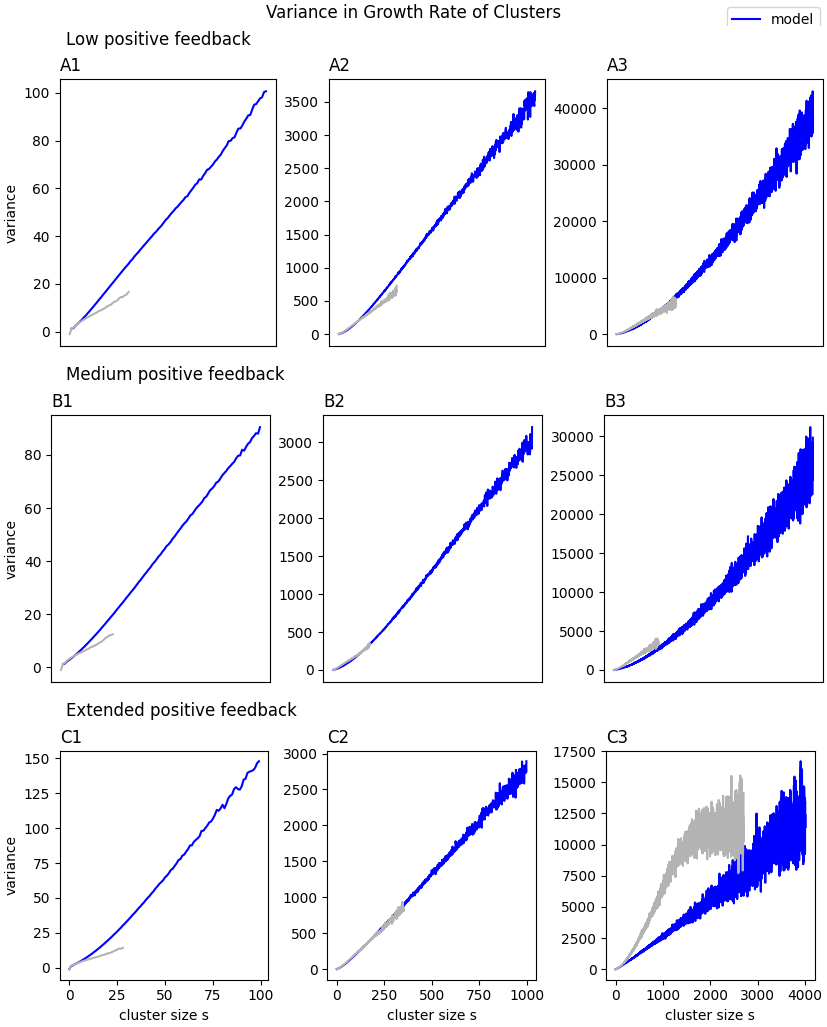 Variance in Growth Rate of Clusters
model
Low positive feedback
A1
A2
A3
100
80
60
40
20
0
variance
3500
3000
2500
2000
1500
1000
500
0
40000
30000
20000
10000
0
Medium positive feedback
B1
B2
B3
80
60
40
20
0
variance
3000
2500
2000
1500
1000
500
0
30000
25000
20000
15000
10000
5000
0
Extended positive feedback
C1
C2
C3
150
125
100
75
50
25
0
variance
3000
2500
2000
1500
1000
500
0
17500
15000
12500
10000
7500
5000
2500
0
0 25 50 75 100
0 250 500 750 1000
0 1000 2000 3000 4000
cluster size s
cluster size s
cluster size s